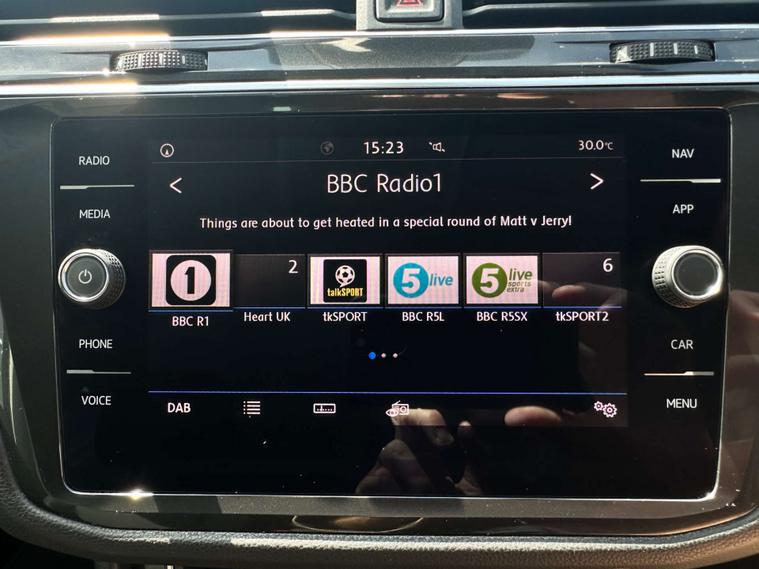 RADIO
MEDIA
PHONE
VOICE
15:23
30.0°C
< BBC Radio1 >
Things are about to get heated in a special round of Matt v Jerry!
1
2
talkSPORT
5 live
5 live sports extra
6
BBC R1
Heart UK
tkSPORT
BBC R5L
BBC R5SX
tkSPORT2
DAB
NAV
APP
CAR
MENU